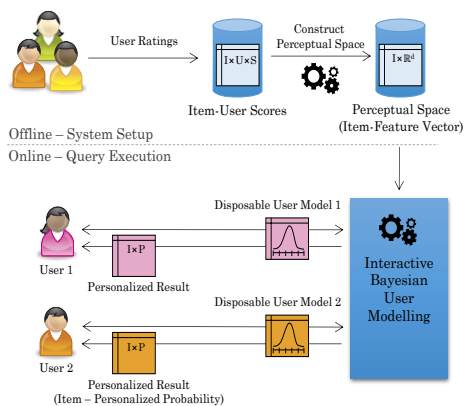 User Ratings
I×U×S
Item-User Scores
Construct
Perceptual Space
I×ℝᵈ
Perceptual Space
(Item-Feature Vector)
Offline – System Setup
Online – Query Execution
Disposable User Model 1
User 1
I×P
Personalized Result
Disposable User Model 2
User 2
I×P
Personalized Result
(Item – Personalized Probability)
Interactive
Bayesian
User
Modelling